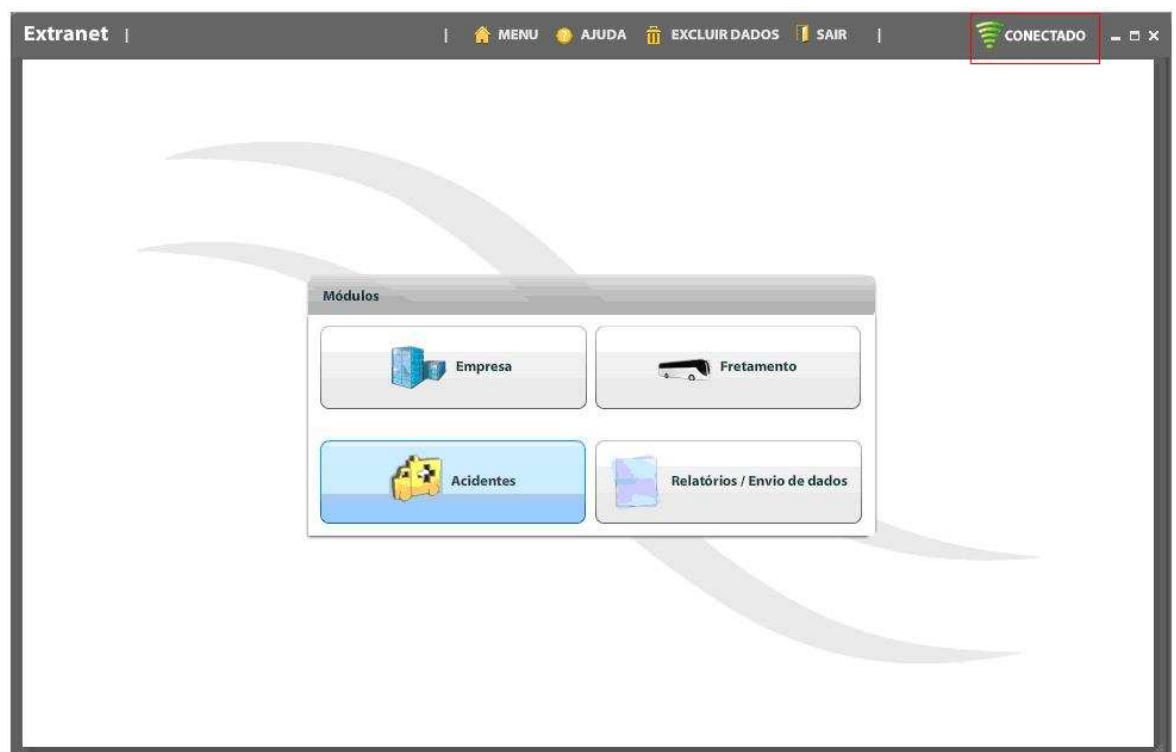 Extranet | | MENU AJUDA EXCLUIR DADOS SAIR | CONECTADO
Módulos
Empresa Fretamento
Acidentes Relatórios / Envio de dados